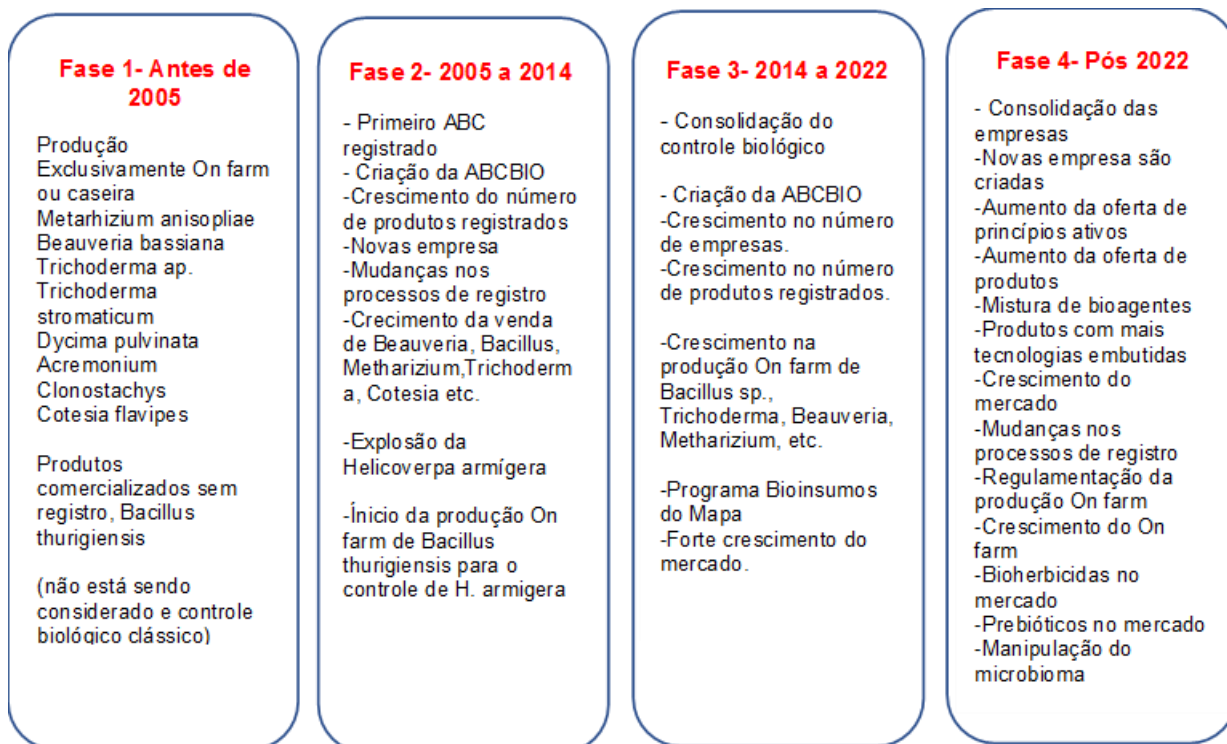 Fase 1- Antes de
2005
Produção
Exclusivamente On farm
ou caseira
Metarhizium anisopliae
Beauveria bassiana
Trichoderma ap.
Trichoderma
stromaticum
Dycima pulvinata
Acremonium
Clonostachys
Cotesia flavipes
Produtos
comercializados sem
registro, Bacillus
thurigiensis
(não está sendo
considerado e controle
biológico clássico)
Fase 2- 2005 a 2014
- Primeiro ABC
registrado
- Criação da ABCBIO
-Crescimento do número
de produtos registrados
-Novas empresa
-Mudanças nos
processos de registro
-Crecimento da venda
de Beauveria, Bacillus,
Metharizium,Trichoderm
a, Cotesia etc.
-Explosão da
Helicoverpa armígera
-Ínicio da produção On
farm de Bacillus
thurigiensis para o
controle de H. armigera
Fase 3- 2014 a 2022
- Consolidação do
controle biológico
- Criação da ABCBIO
-Crescimento no número
de empresas.
-Crescimento no número
de produtos registrados.
-Crescimento na
produção On farm de
Bacillus sp.,
Trichoderma, Beauveria,
Metharizium, etc.
-Programa Bioinsumos
do Mapa
-Forte crescimento do
mercado.
Fase 4- Pós 2022
- Consolidação das
empresas
-Novas empresa são
criadas
-Aumento da oferta de
princípios ativos
-Aumento da oferta de
produtos
-Mistura de bioagentes
-Produtos com mais
tecnologias embutidas
-Crescimento do
mercado
-Mudanças nos
processos de registro
-Regulamentação da
produção On farm
-Crescimento do On
farm
-Bioherbicidas no
mercado
-Prebióticos no mercado
-Manipulação do
microbioma